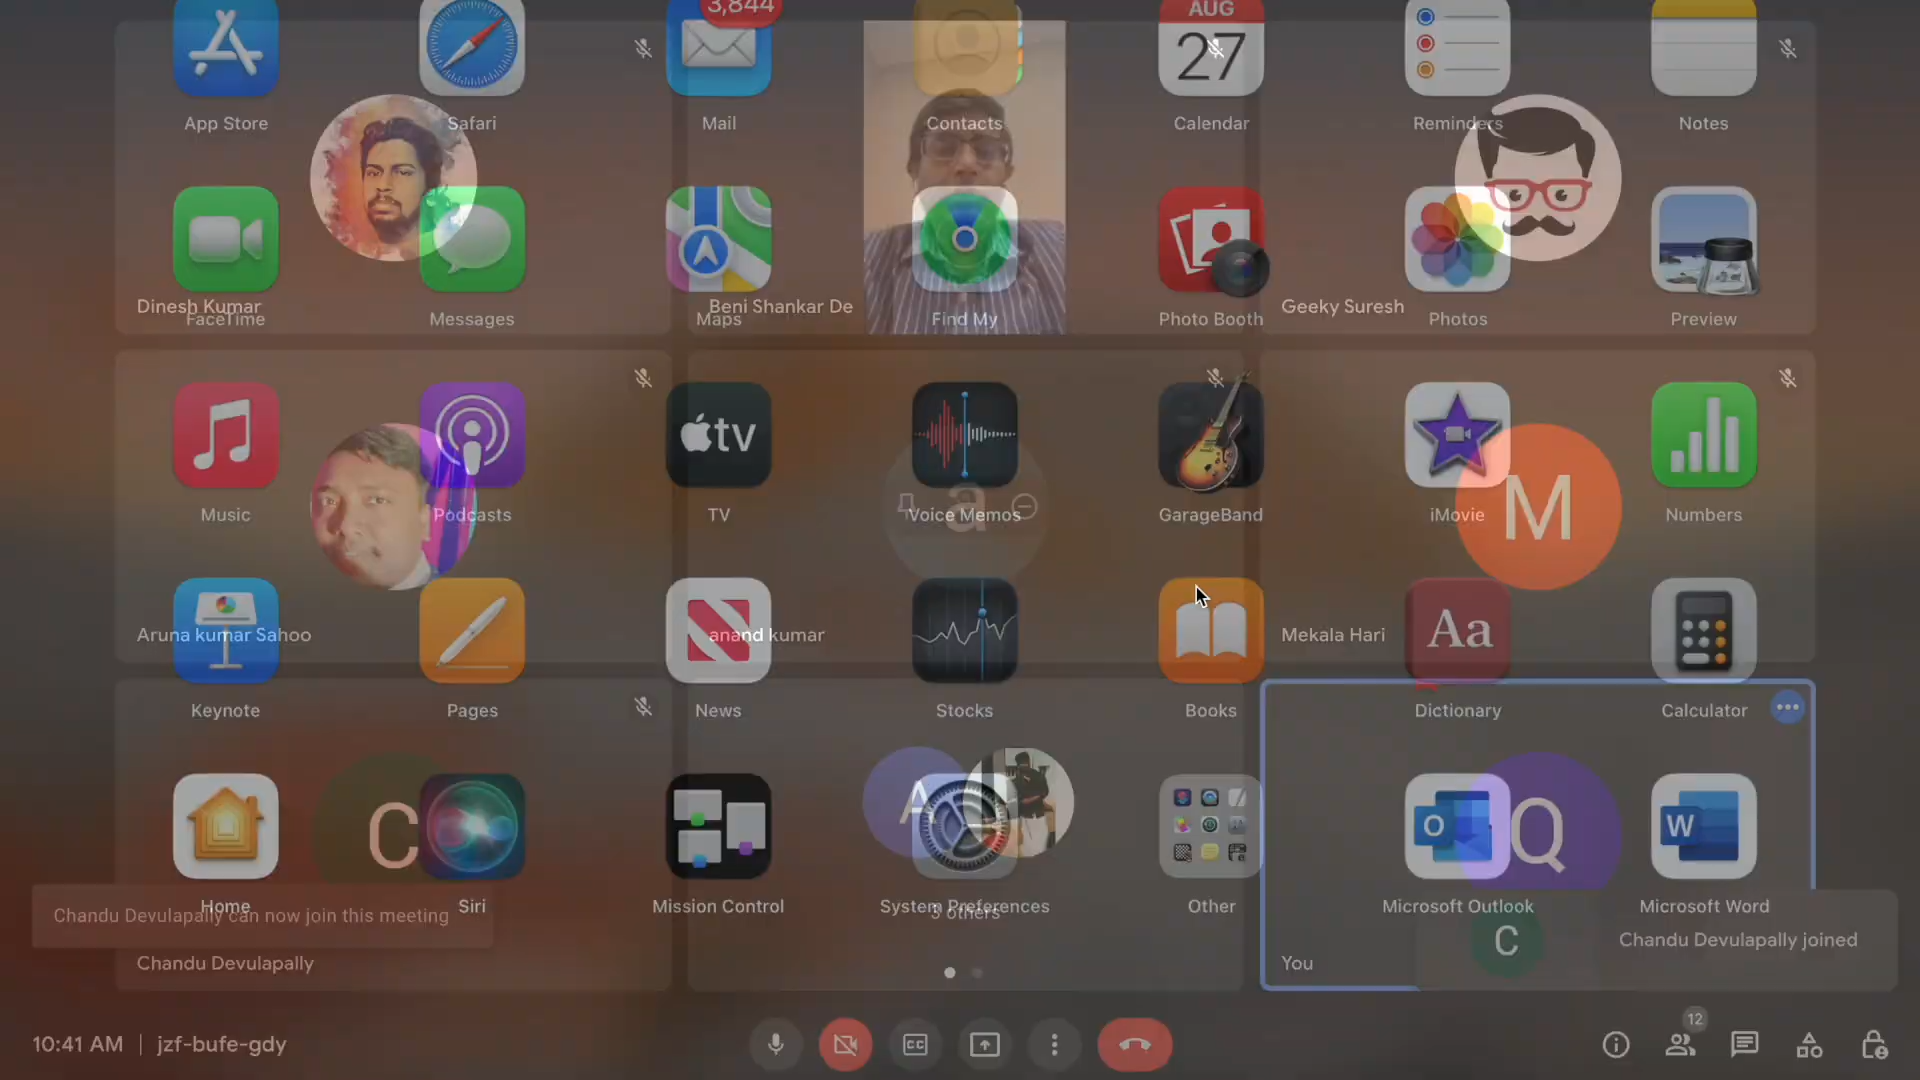 3,844
AUG
27
App Store
Safari
Mail
Contacts
Calendar
Reminders
Notes
Dinesh Kumar
Beni Shankar De
Geeky Suresh
FaceTime
Messages
Maps
Find My
Photo Booth
Photos
Preview
tv
a
M
Music
Podcasts
TV
Voice Memos
GarageBand
iMovie
Numbers
Aa
Aruna kumar Sahoo
anand kumar
Mekala Hari
Keynote
Pages
News
Stocks
Books
Dictionary
Calculator
C
A
O
Q
W
Home
Siri
Mission Control
System Preferences
Other
Microsoft Outlook
Microsoft Word
3 others
Chandu Devulapally can now join this meeting
C
Chandu Devulapally joined
Chandu Devulapally
You
10:41 AM | jzf-bufe-gdy
CC
12